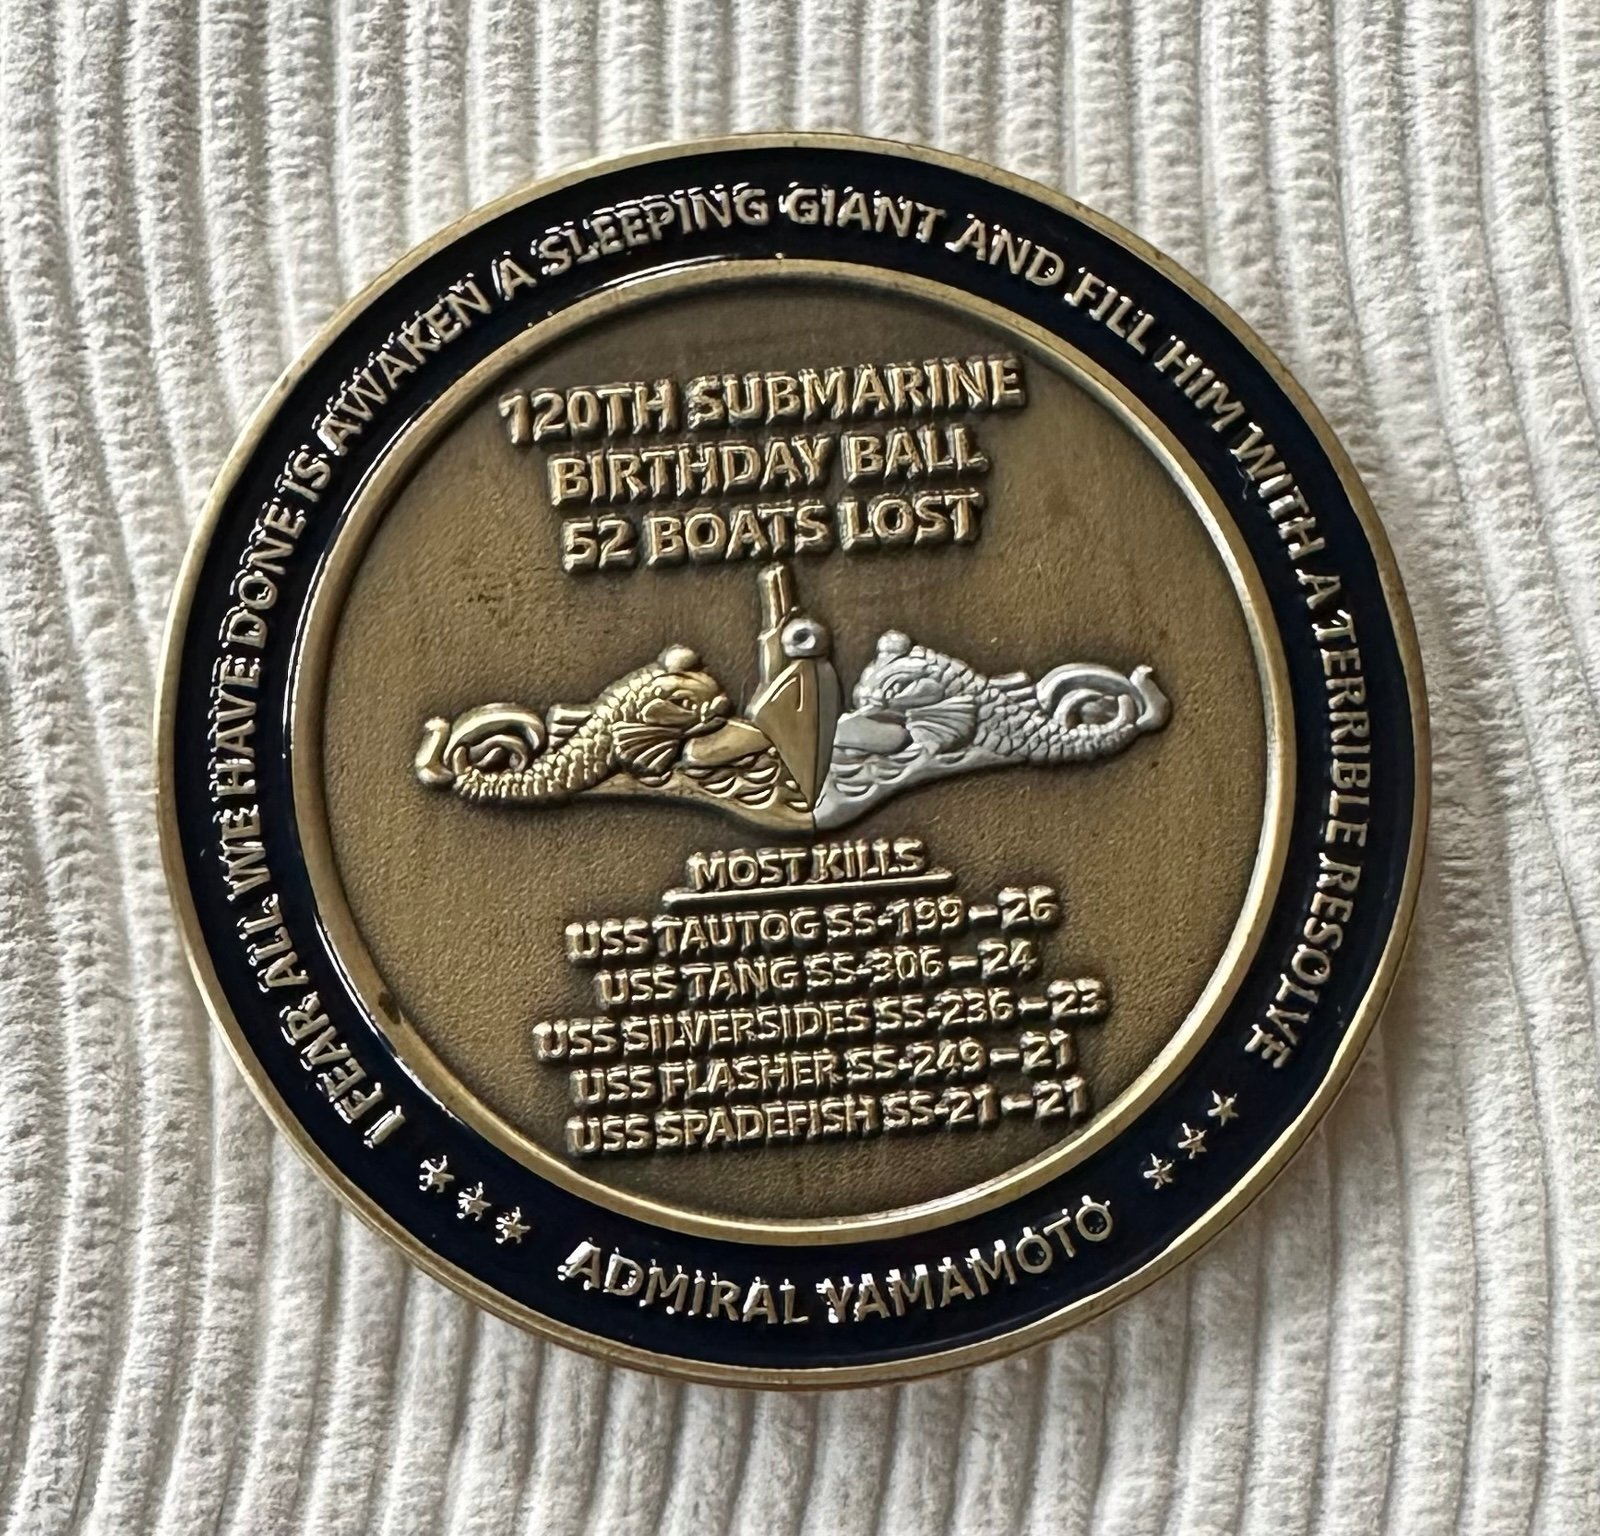 I FEAR ALL WE HAVE DONE IS AWAKEN A SLEEPING GIANT AND FILL HIM WITH A TERRIBLE RESOLVE
120TH SUBMARINE
BIRTHDAY BALL
52 BOATS LOST
MOST KILLS
USS TAUTOG SS-199-26
USS TANG SS-306-24
USS SILVERSIDES SS-236-23
USS FLASHER SS-249-21
USS SPADEFISH SS-21-21
ADMIRAL YAMAMOTO